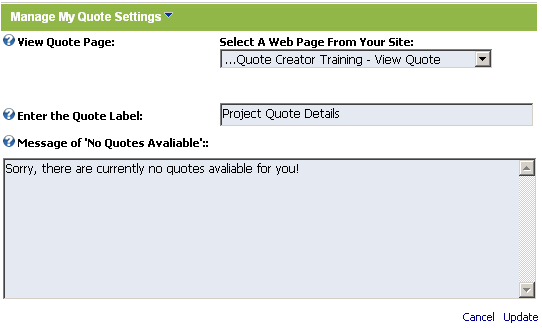 Manage My Quote Settings
View Quote Page:
Select A Web Page From Your Site:
...Quote Creator Training - View Quote
Enter the Quote Label:
Project Quote Details
Message of 'No Quotes Avaliable'::
Sorry, there are currently no quotes avaliable for you!
Cancel Update